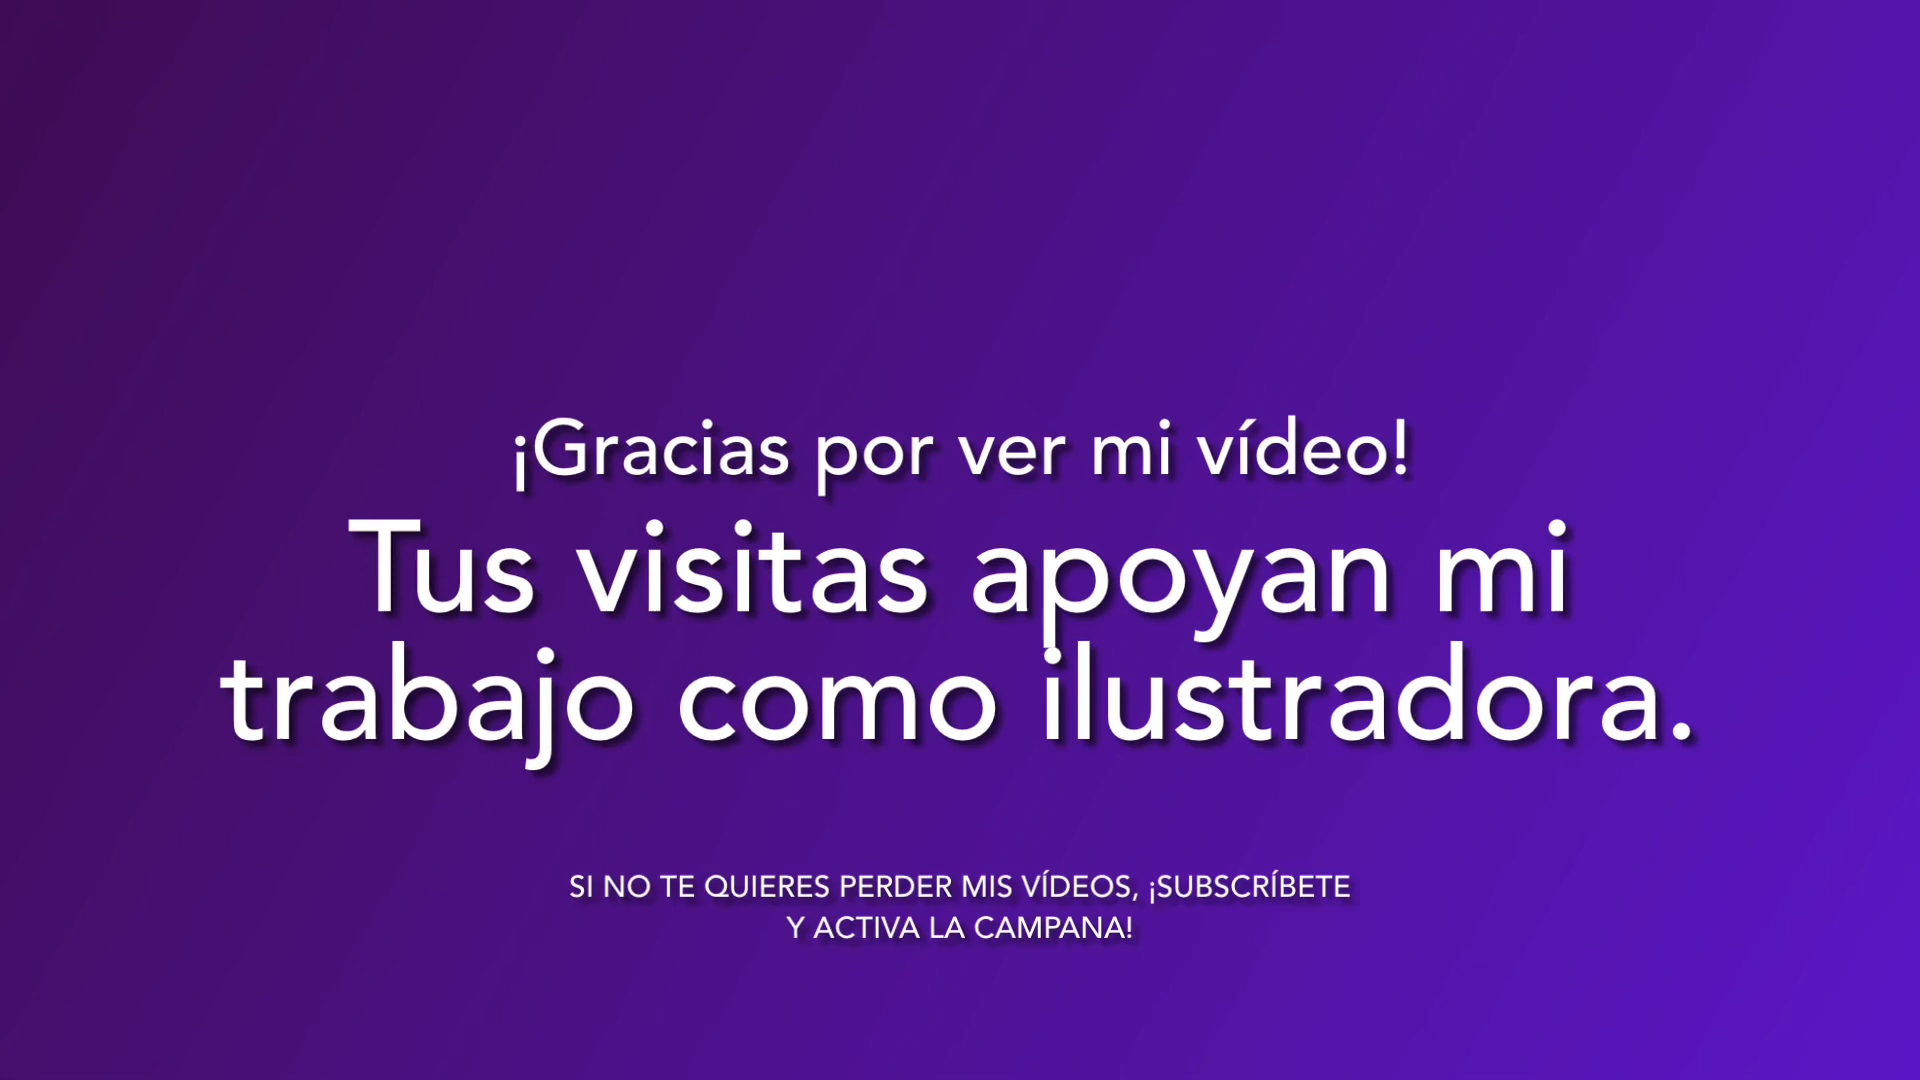 ¡Gracias por ver mi vídeo!
Tus visitas apoyan mi
trabajo como ilustradora.
SI NO TE QUIERES PERDER MIS VÍDEOS, ¡SUBSCRÍBETE
Y ACTIVA LA CAMPANA!